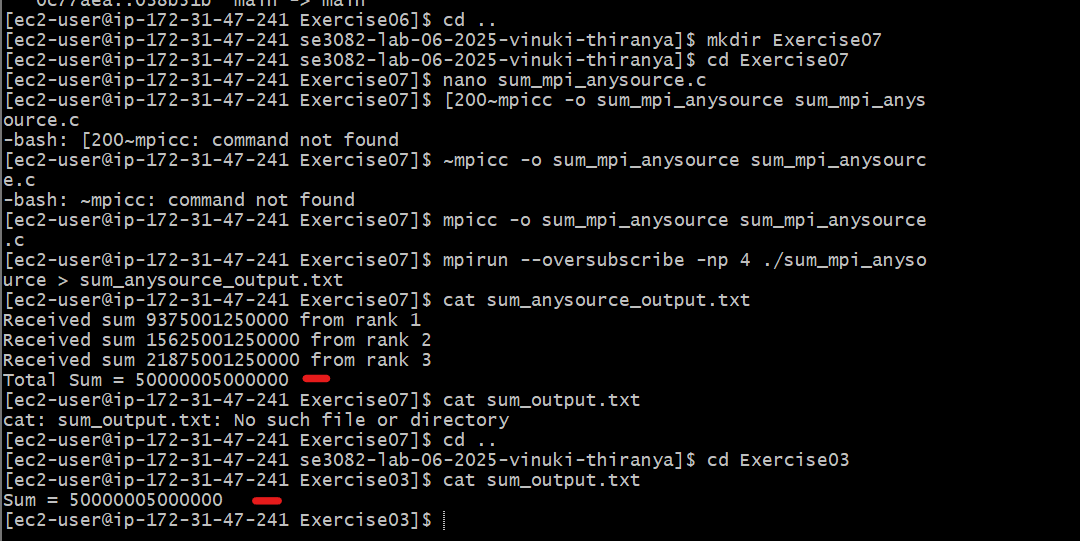 0c77aea..038b31b  main -> main
[ec2-user@ip-172-31-47-241 Exercise06]$ cd ..
[ec2-user@ip-172-31-47-241 se3082-lab-06-2025-vinuki-thiranya]$ mkdir Exercise07
[ec2-user@ip-172-31-47-241 se3082-lab-06-2025-vinuki-thiranya]$ cd Exercise07
[ec2-user@ip-172-31-47-241 Exercise07]$ nano sum_mpi_anysource.c
[ec2-user@ip-172-31-47-241 Exercise07]$ [200~mpicc -o sum_mpi_anysource sum_mpi_anys
ource.c
-bash: [200~mpicc: command not found
[ec2-user@ip-172-31-47-241 Exercise07]$ ~mpicc -o sum_mpi_anysource sum_mpi_anysourc
e.c
-bash: ~mpicc: command not found
[ec2-user@ip-172-31-47-241 Exercise07]$ mpicc -o sum_mpi_anysource sum_mpi_anysource
.c
[ec2-user@ip-172-31-47-241 Exercise07]$ mpirun --oversubscribe -np 4 ./sum_mpi_anyso
urce > sum_anysource_output.txt
[ec2-user@ip-172-31-47-241 Exercise07]$ cat sum_anysource_output.txt
Received sum 9375001250000 from rank 1
Received sum 15625001250000 from rank 2
Received sum 21875001250000 from rank 3
Total Sum = 50000005000000
[ec2-user@ip-172-31-47-241 Exercise07]$ cat sum_output.txt
cat: sum_output.txt: No such file or directory
[ec2-user@ip-172-31-47-241 Exercise07]$ cd ..
[ec2-user@ip-172-31-47-241 se3082-lab-06-2025-vinuki-thiranya]$ cd Exercise03
[ec2-user@ip-172-31-47-241 Exercise03]$ cat sum_output.txt
Sum = 50000005000000
[ec2-user@ip-172-31-47-241 Exercise03]$